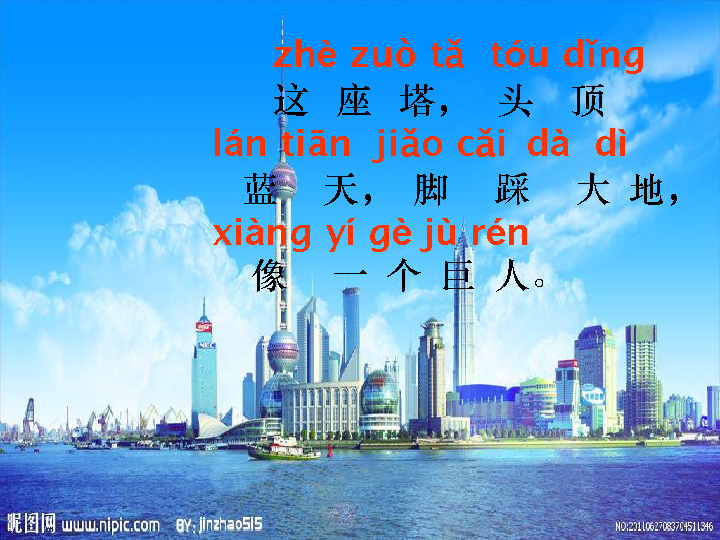 zhè zuò tǎ tóu dǐng
这 座 塔， 头 顶
lán tiān jiǎo cǎi dà dì
蓝 天， 脚 踩 大 地，
xiàng yí gè jù rén
像 一 个 巨 人。
NEC
昵图网 www.nipic.com BY:jinzhao515
NO:20110627083704511346